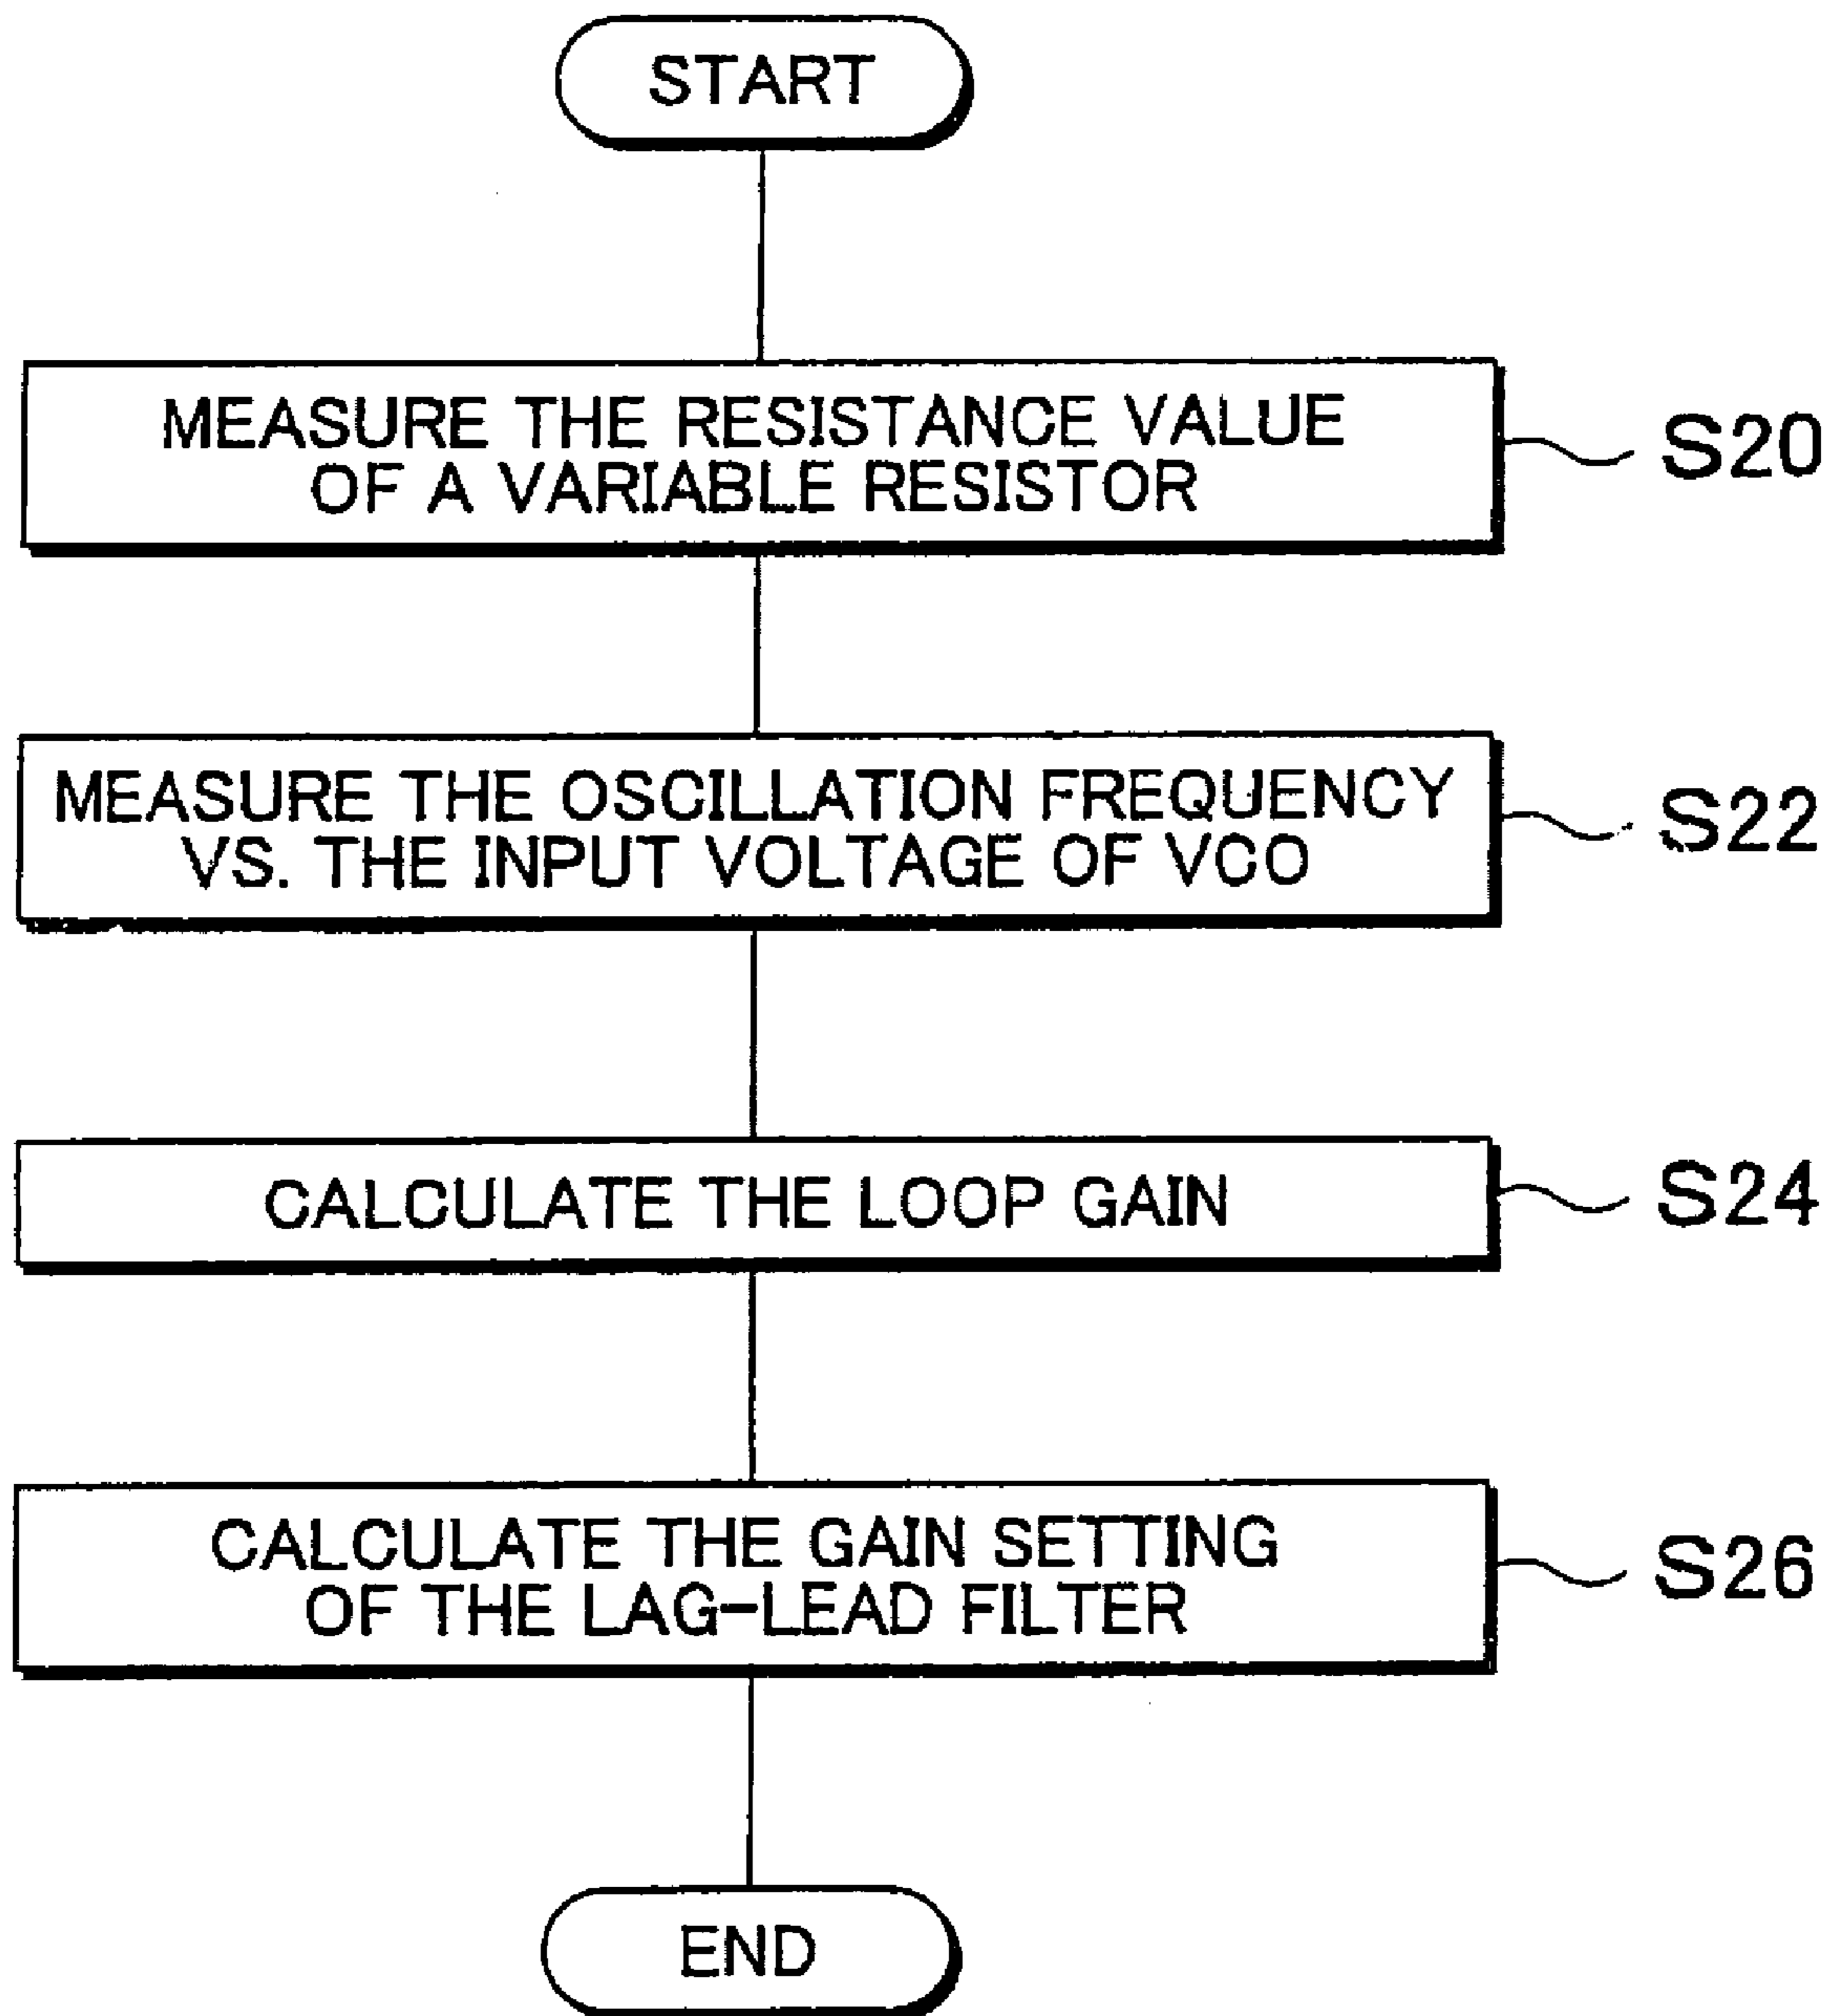 START
MEASURE THE RESISTANCE VALUE
OF A VARIABLE RESISTOR
S20
MEASURE THE OSCILLATION FREQUENCY
VS. THE INPUT VOLTAGE OF VCO
S22
CALCULATE THE LOOP GAIN
S24
CALCULATE THE GAIN SETTING
OF THE LAG-LEAD FILTER
S26
END